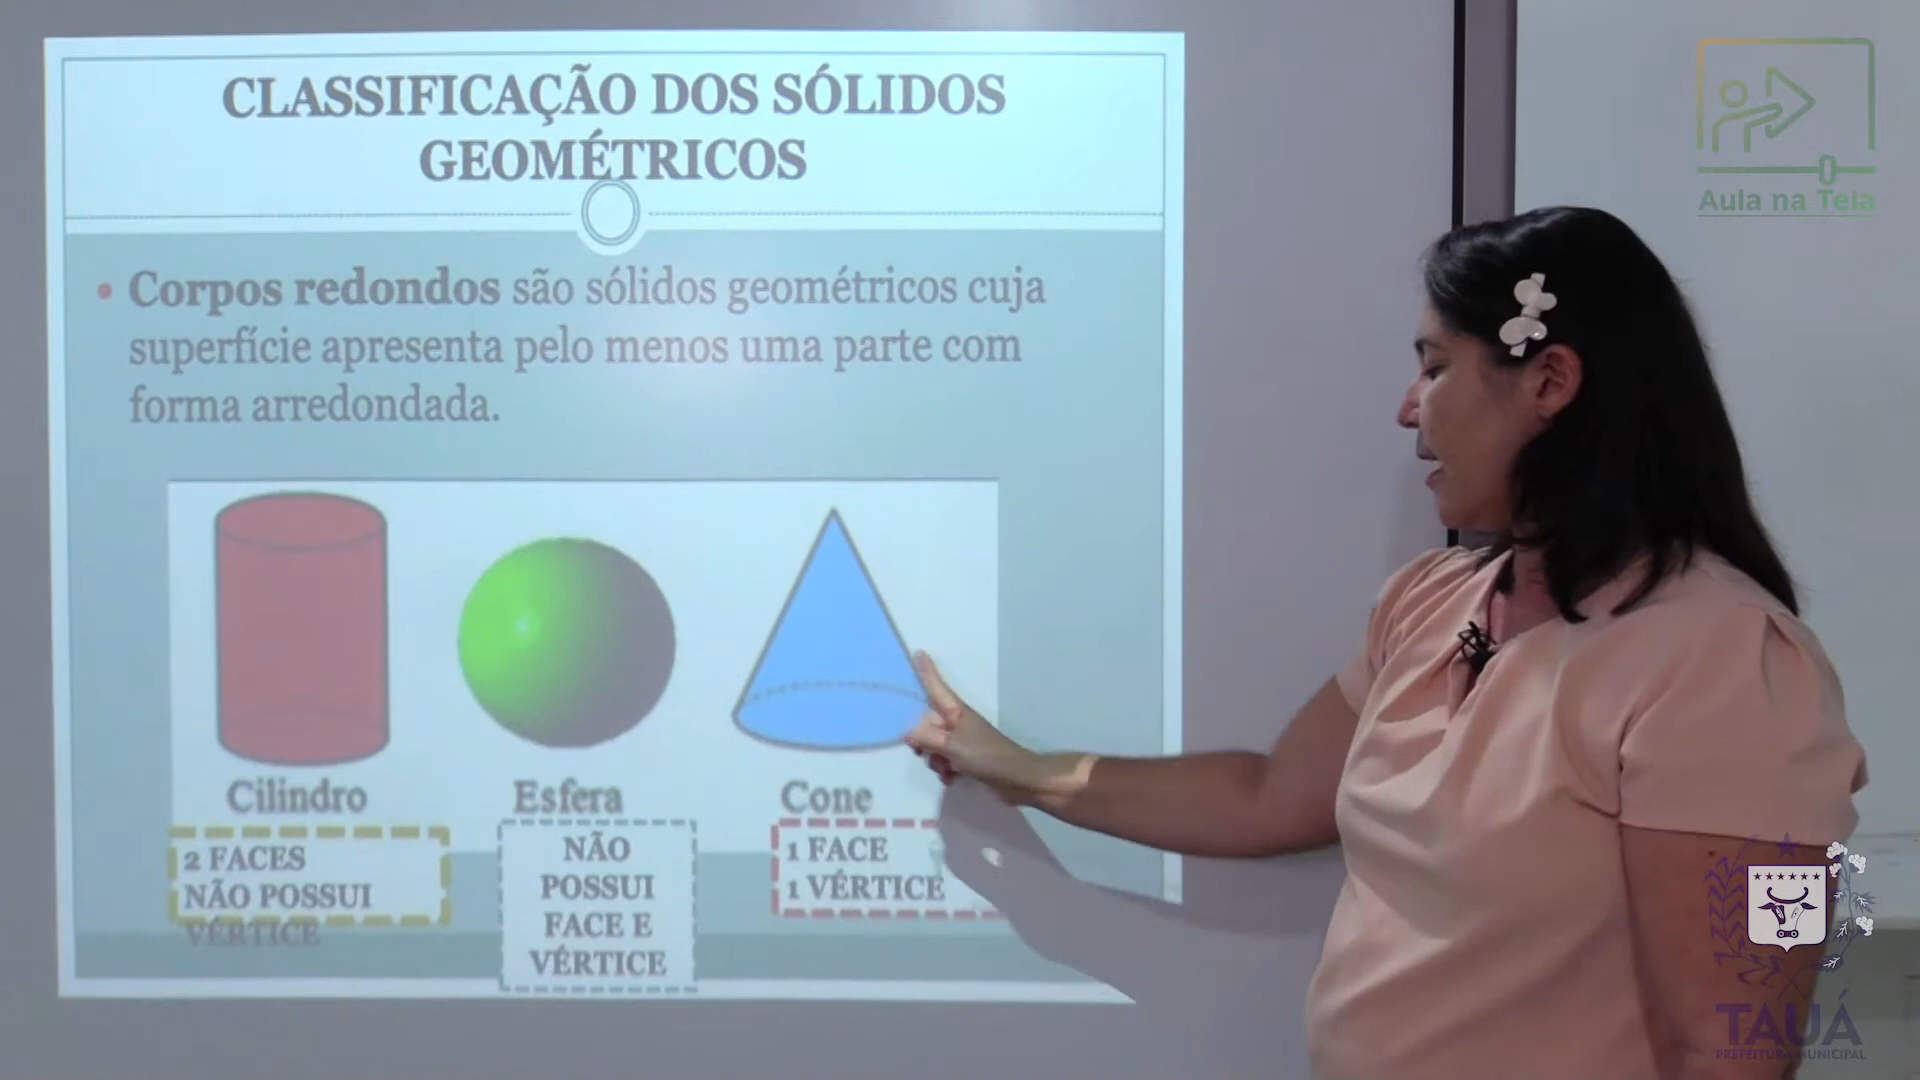 CLASSIFICAÇÃO DOS SÓLIDOS
GEOMÉTRICOS
Aula na Tela
• Corpos redondos são sólidos geométricos cuja
superfície apresenta pelo menos uma parte com
forma arredondada.
Cilindro
Esfera
Cone
2 FACES
NÃO POSSUI
VÉRTICE
NÃO
POSSUI
FACE E
VÉRTICE
1 FACE
1 VÉRTICE
TAUÁ
PREFEITURA MUNICIPAL